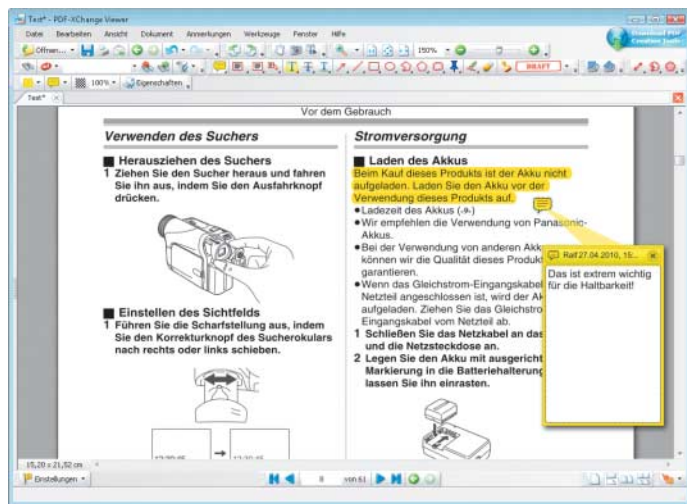 Test* - PDF-XChange Viewer
Datei Bearbeiten Ansicht Dokument Anmerkungen Werkzeuge Fenster Hilfe
Öffnen... 150%
Download PDF
Creation Tools
DRAFT
100% Eigenschaften
Test*
Vor dem Gebrauch
Verwenden des Suchers
■ Herausziehen des Suchers
1 Ziehen Sie den Sucher heraus und fahren
Sie ihn aus, indem Sie den Ausfahrknopf
drücken.
■ Einstellen des Sichtfelds
1 Führen Sie die Scharfstellung aus, indem
Sie den Korrekturknopf des Sucherokulars
nach rechts oder links schieben.
Stromversorgung
■ Laden des Akkus
Beim Kauf dieses Produkts ist der Akku nicht
aufgeladen. Laden Sie den Akku vor der
Verwendung dieses Produkts auf.
●Ladezeit des Akkus (-9-)
●Wir empfehlen die Verwendung von Panasonic-
Akkus.
●Bei der Verwendung von anderen Akk
können wir die Qualität dieses Produkt
garantieren.
●Wenn das Gleichstrom-Eingangskabel
Netzteil angeschlossen ist, wird der Ak
aufgeladen. Ziehen Sie das Gleichstro
Eingangskabel vom Netzteil ab.
1 Schließen Sie das Netzkabel an das
und die Netzsteckdose an.
2 Legen Sie den Akku mit ausgericht
Markierung in die Batteriehalterung
lassen Sie ihn einrasten.
Ralf 27.04.2010, 15:..
Das ist extrem wichtig
für die Haltbarkeit!
15,20 x 21,52 cm
Einstellungen 8 von 61